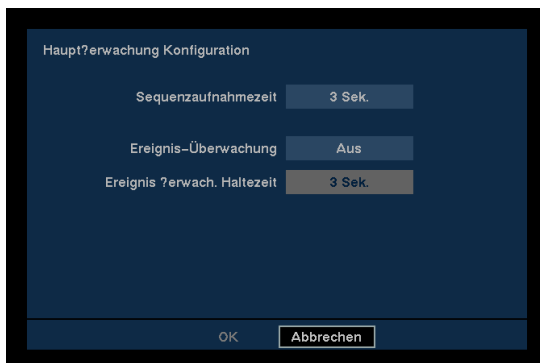 Haupt?erwachung Konfiguration
Sequenzaufnahmezeit 3 Sek.
Ereignis-Überwachung Aus
Ereignis ?erwach. Haltezeit 3 Sek.
OK Abbrechen